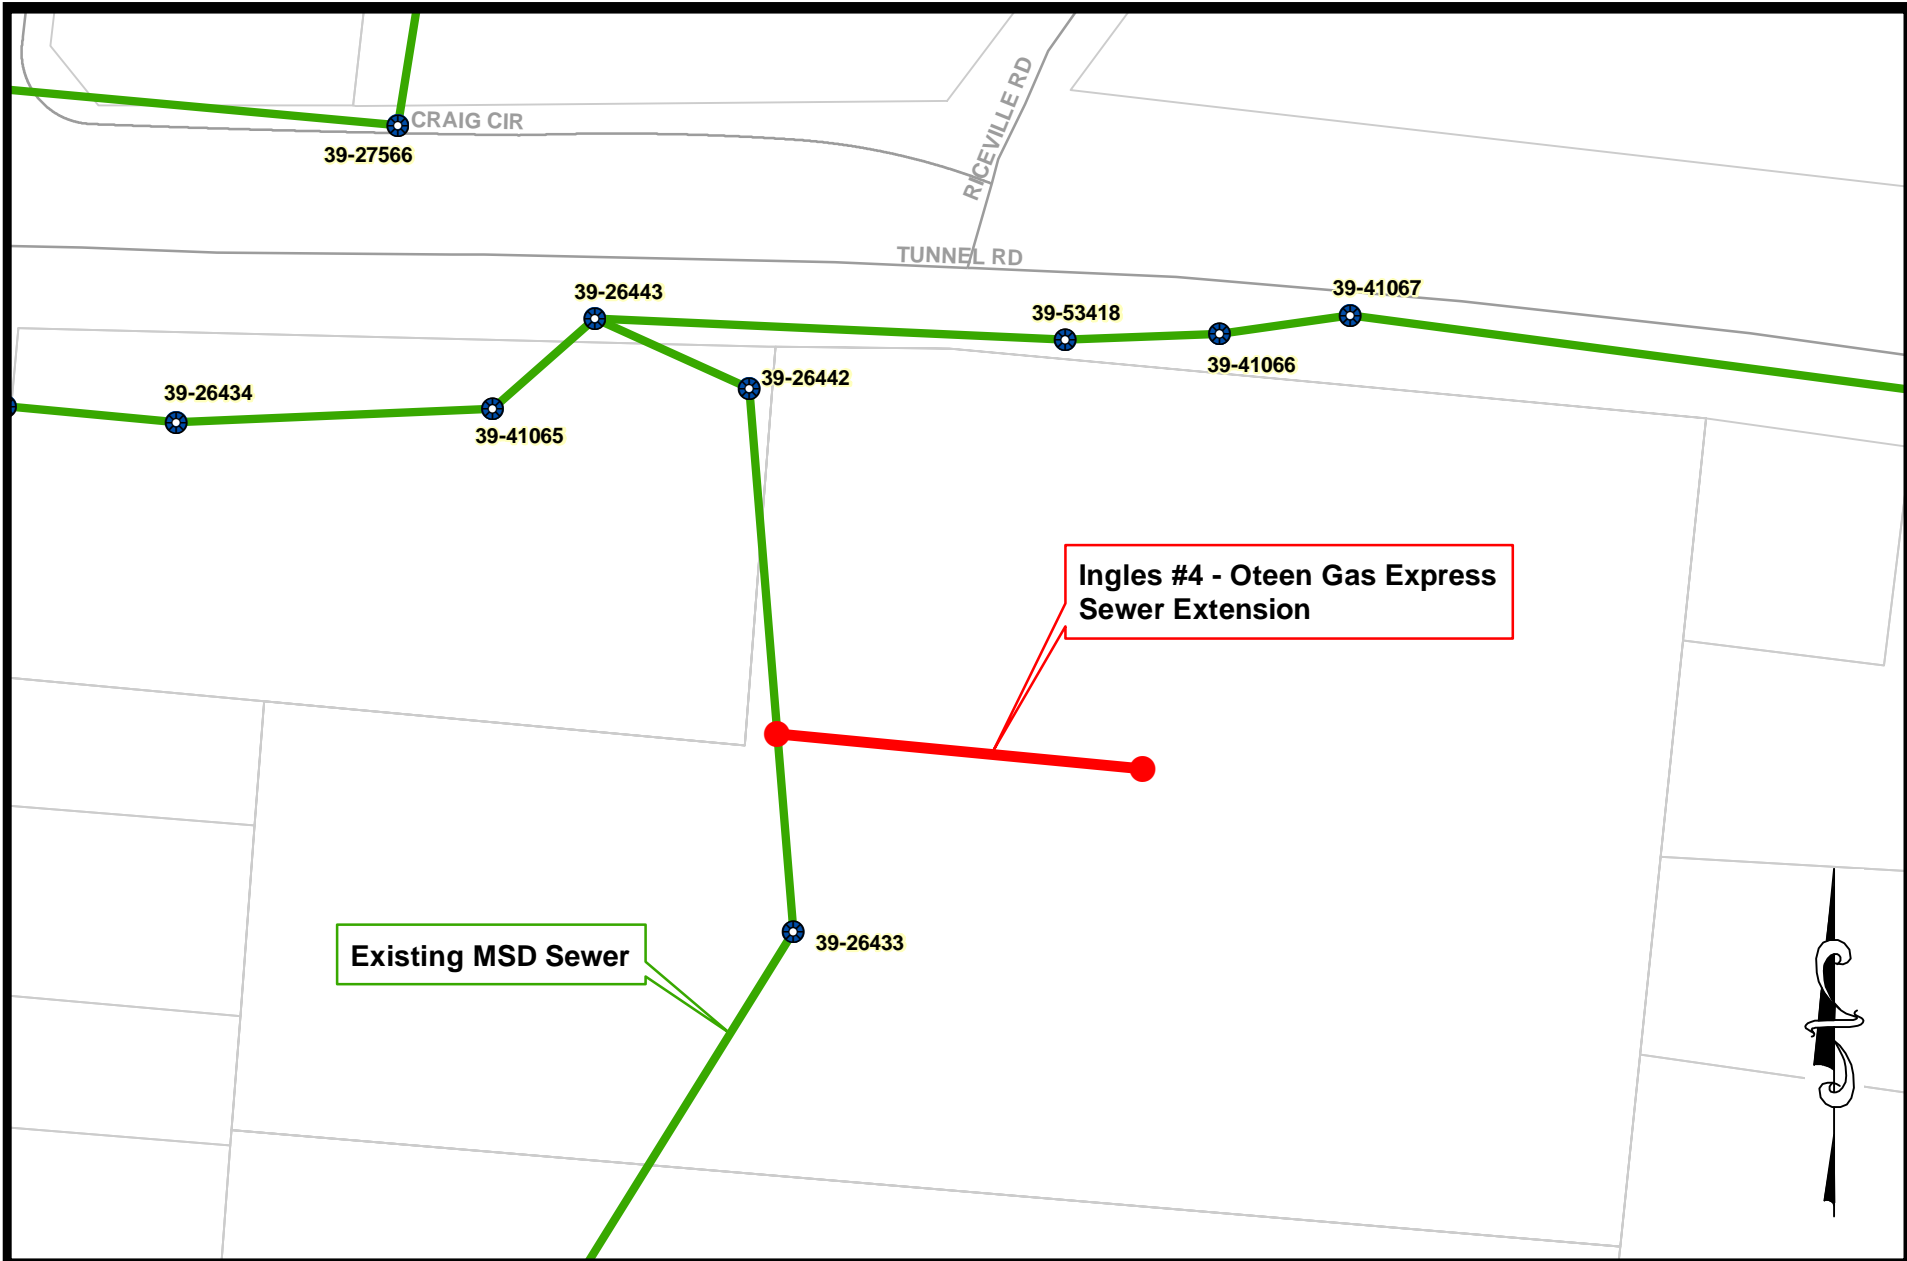 CRAIG CIR
RICEVILLE RD
39-27566
TUNNEL RD
39-26443
39-41067
39-53418
39-41066
39-26442
39-26434
39-41065
Ingles #4 - Oteen Gas Express
Sewer Extension
39-26433
Existing MSD Sewer